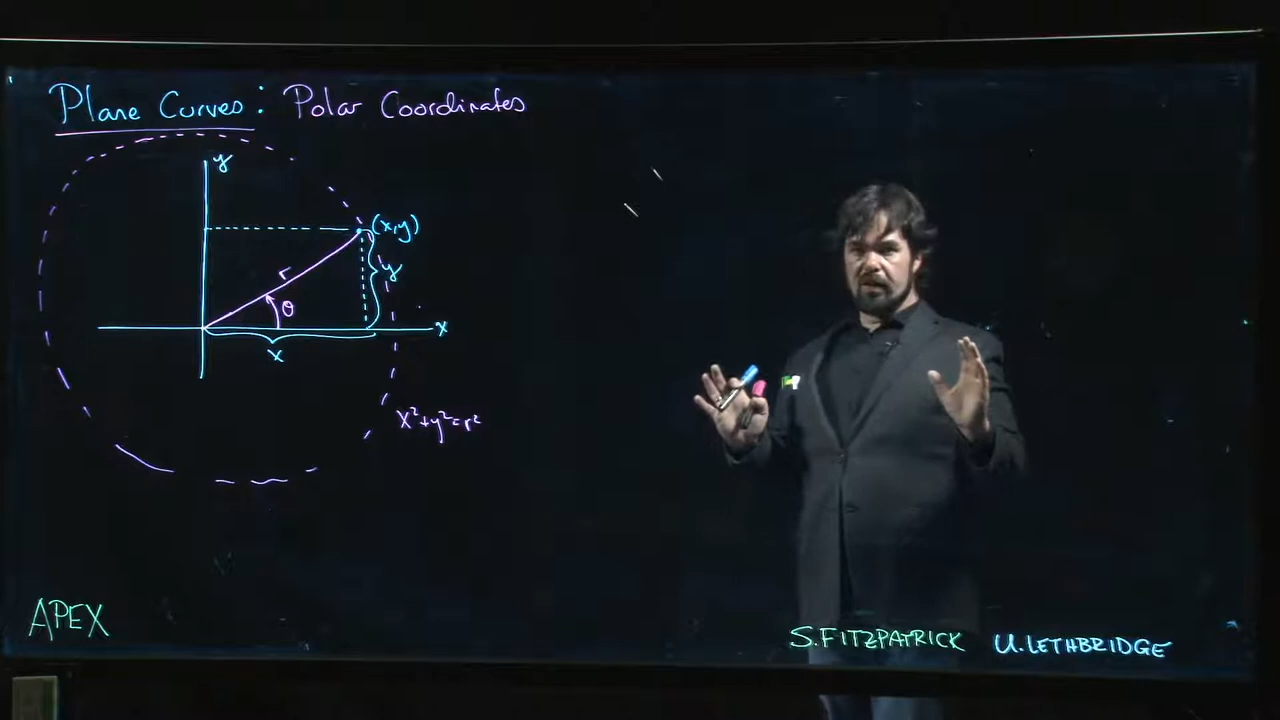 Plane Curves: Polar Coordinates
y
(x,y)
r
y
θ
x
x
x²+y²=r²
APEX
S.FITZPATRICK U.LETHBRIDGE